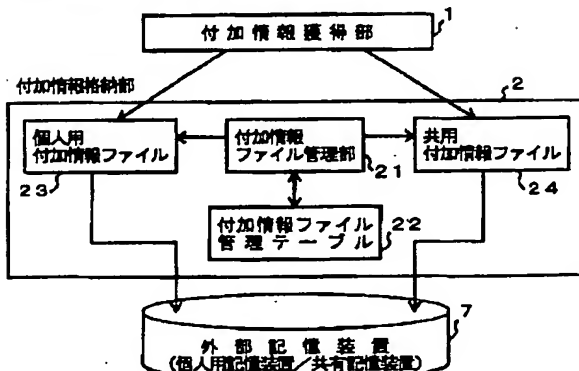 付加情報獲得部
1
付加情報格納部
2
個人用
付加情報ファイル
23
付加情報
ファイル管理部
21
共用
付加情報ファイル
24
付加情報ファイル
管理テーブル
22
外部記憶装置
(個人用記憶装置/共有記憶装置)
7